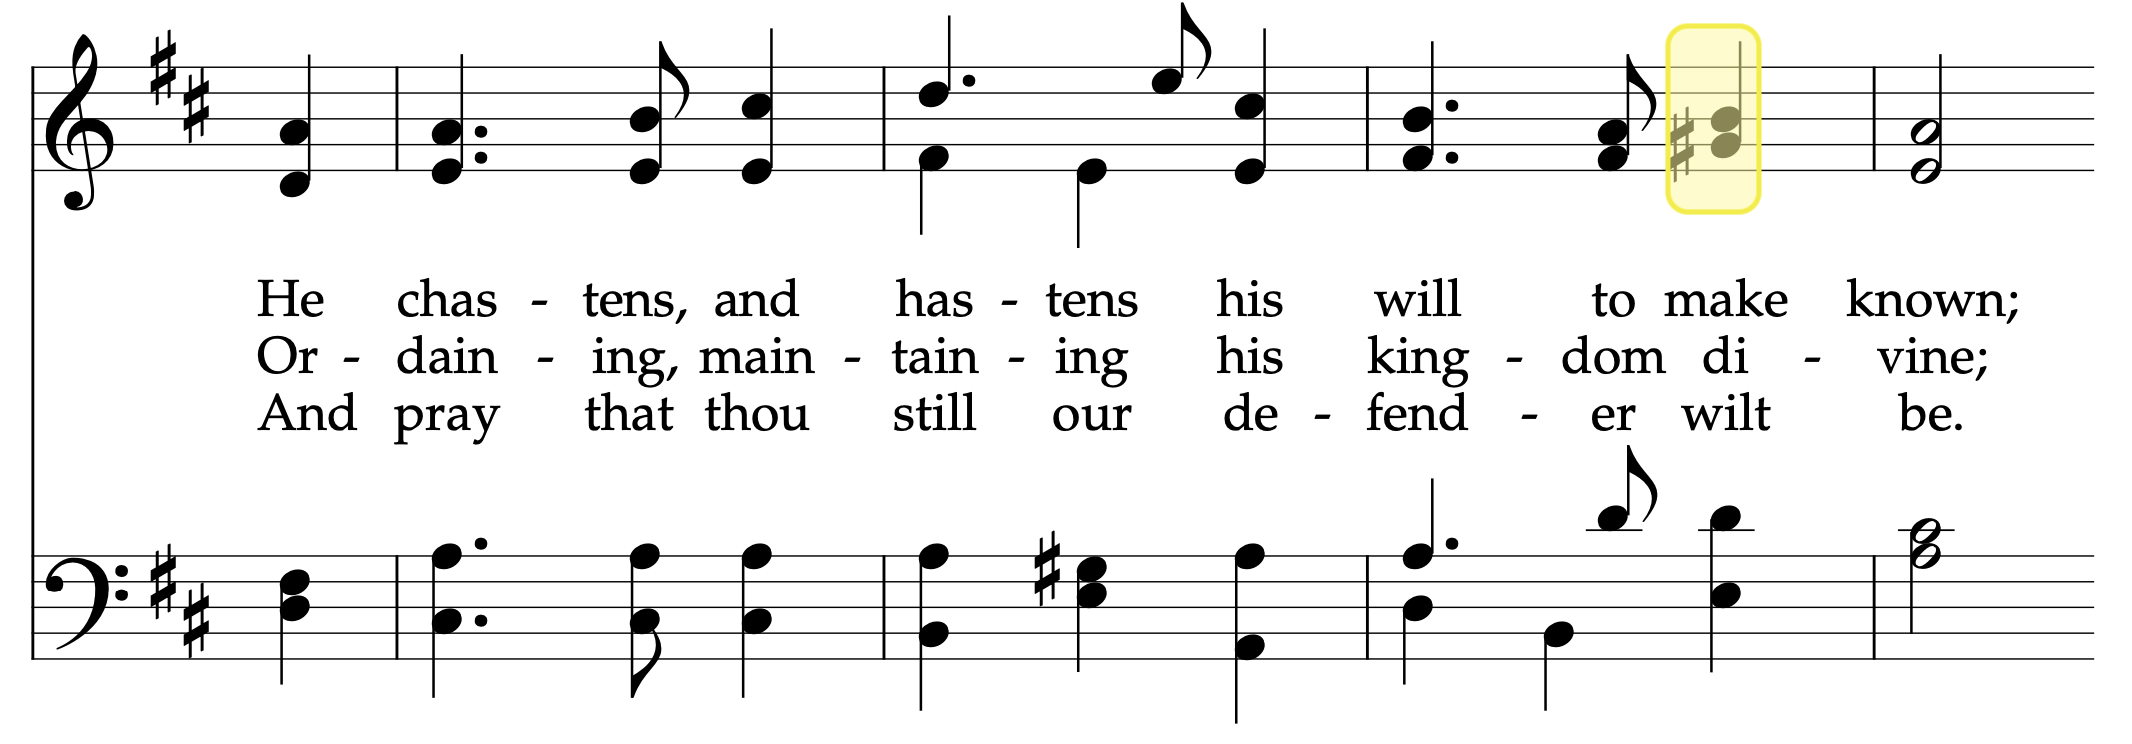 He chas - tens, and has - tens his will to make known;
Or - dain - ing, main - tain - ing his king - dom di - vine;
And pray that thou still our de - fend - er wilt be.